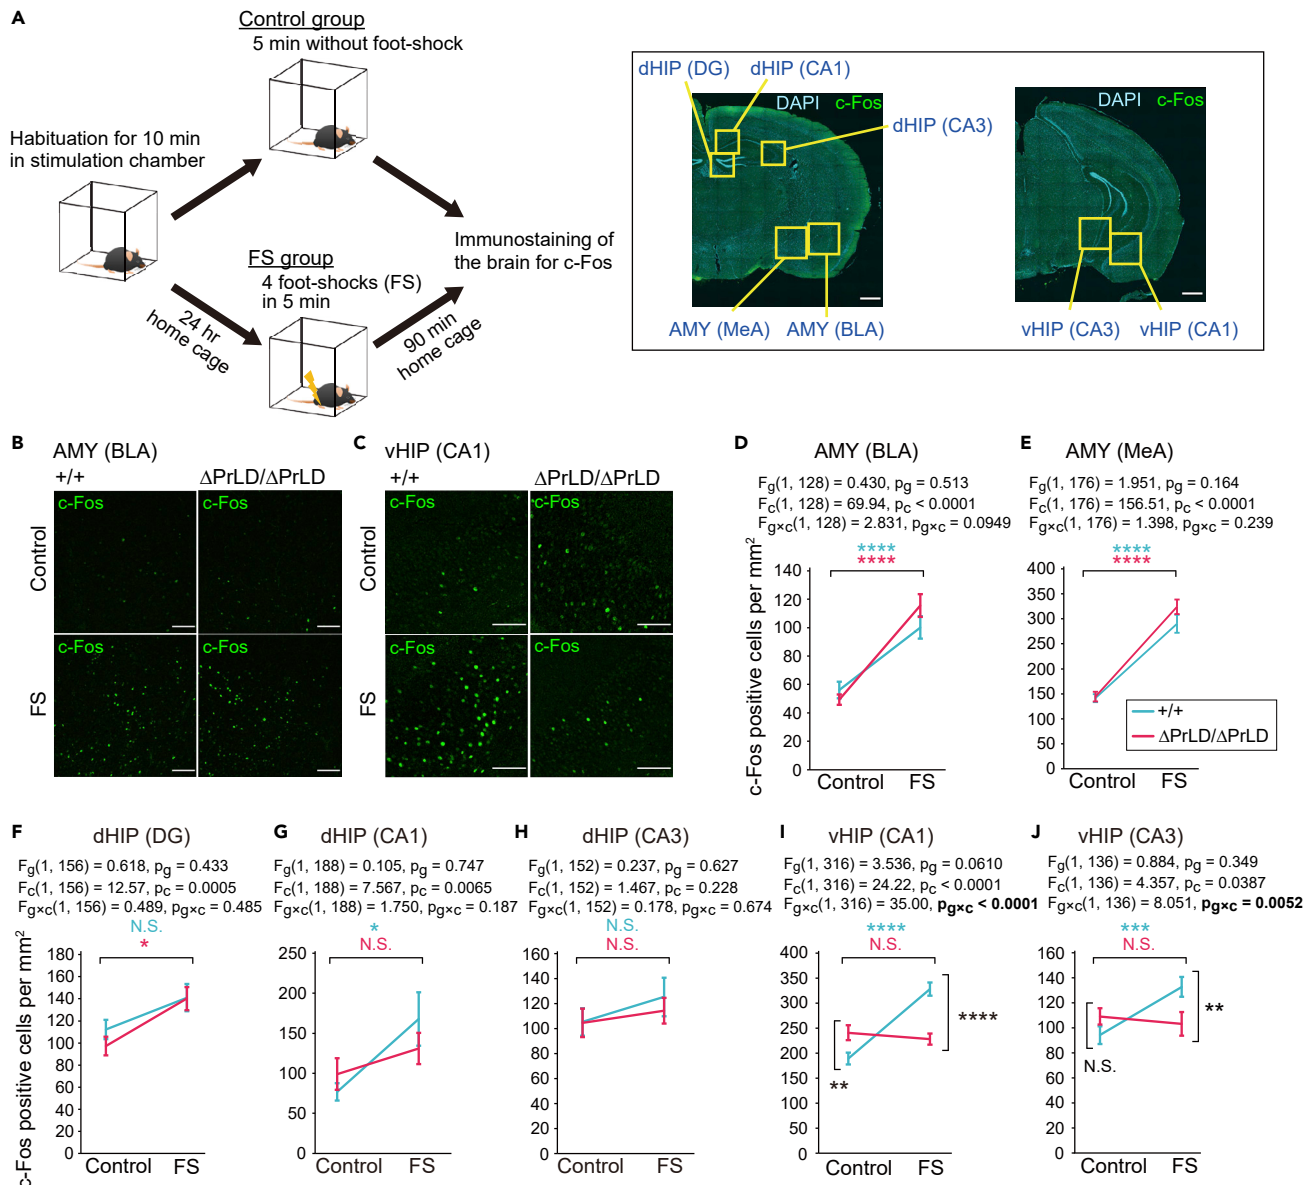 A
Control group
5 min without foot-shock
Habituation for 10 min
in stimulation chamber
FS group
4 foot-shocks (FS)
in 5 min
24 hr
home cage
90 min
home cage
Immunostaining of
the brain for c-Fos
dHIP (DG)
dHIP (CA1)
DAPI c-Fos
dHIP (CA3)
AMY (MeA)
AMY (BLA)
DAPI c-Fos
vHIP (CA3)
vHIP (CA1)
B
AMY (BLA)
+/+
ΔPrLD/ΔPrLD
Control
FS
c-Fos
c-Fos
c-Fos
c-Fos
C
vHIP (CA1)
+/+
ΔPrLD/ΔPrLD
Control
FS
c-Fos
c-Fos
c-Fos
c-Fos
D
AMY (BLA)
Fg(1, 128) = 0.430, pg = 0.513
Fc(1, 128) = 69.94, pc < 0.0001
Fg×c(1, 128) = 2.831, pg×c = 0.0949
****
****
c-Fos positive cells per mm²
140
120
100
80
60
40
20
0
Control FS
E
AMY (MeA)
Fg(1, 176) = 1.951, pg = 0.164
Fc(1, 176) = 156.51, pc < 0.0001
Fg×c(1, 176) = 1.398, pg×c = 0.239
****
****
400
300
250
200
150
100
50
0
+/+
ΔPrLD/ΔPrLD
Control FS
F
dHIP (DG)
Fg(1, 156) = 0.618, pg = 0.433
Fc(1, 156) = 12.57, pc = 0.0005
Fg×c(1, 156) = 0.489, pg×c = 0.485
N.S.
*
c-Fos positive cells per mm²
180
160
140
120
100
80
60
40
20
0
Control FS
G
dHIP (CA1)
Fg(1, 188) = 0.105, pg = 0.747
Fc(1, 188) = 7.567, pc = 0.0065
Fg×c(1, 188) = 1.750, pg×c = 0.187
*
N.S.
250
200
150
100
50
0
Control FS
H
dHIP (CA3)
Fg(1, 152) = 0.237, pg = 0.627
Fc(1, 152) = 1.467, pc = 0.228
Fg×c(1, 152) = 0.178, pg×c = 0.674
N.S.
N.S.
160
140
120
100
80
60
40
20
0
Control FS
I
vHIP (CA1)
Fg(1, 316) = 3.536, pg = 0.0610
Fc(1, 316) = 24.22, pc < 0.0001
Fg×c(1, 316) = 35.00, pg×c < 0.0001
****
N.S.
400
350
300
250
200
150
100
50
0
**
****
Control FS
J
vHIP (CA3)
Fg(1, 136) = 0.884, pg = 0.349
Fc(1, 136) = 4.357, pc = 0.0387
Fg×c(1, 136) = 8.051, pg×c = 0.0052
***
N.S.
160
140
120
100
80
60
40
20
0
N.S.
**
Control FS